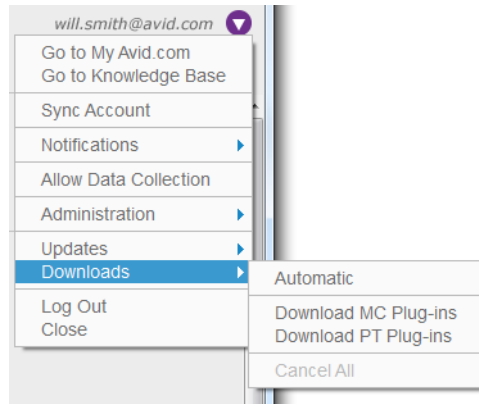 will.smith@avid.com
Go to My Avid.com
Go to Knowledge Base
Sync Account
Notifications
Allow Data Collection
Administration
Updates
Downloads
Automatic
Log Out
Download MC Plug-ins
Close
Download PT Plug-ins
Cancel All